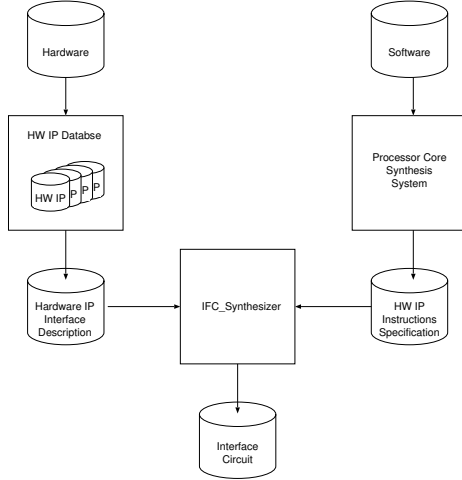 Hardware
Software
HW IP Databse
HW IP P P P
Processor Core
Synthesis
System
Hardware IP
Interface
Description
IFC_Synthesizer
HW IP
Instructions
Specification
Interface
Circuit